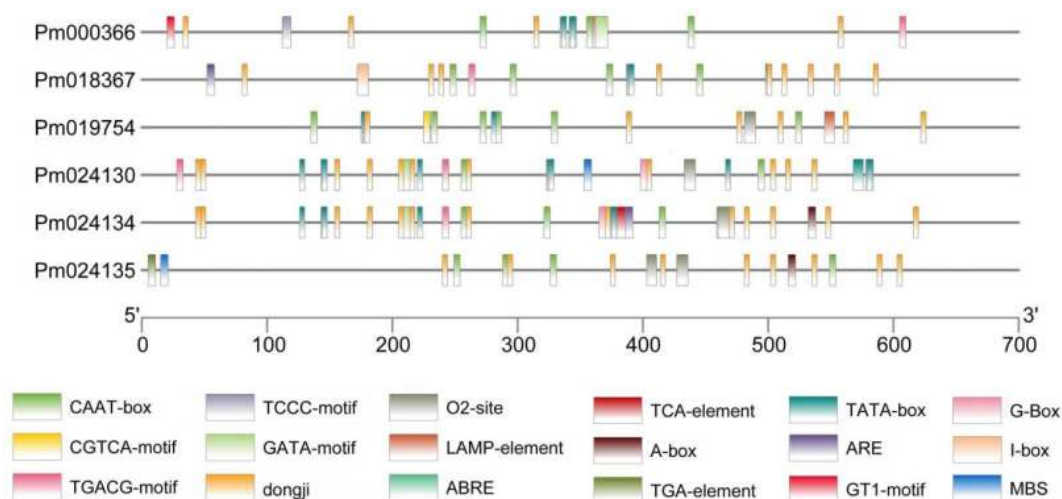 Pm000366
Pm018367
Pm019754
Pm024130
Pm024134
Pm024135
5' 3'
0 100 200 300 400 500 600 700
CAAT-box TCCC-motif O2-site TCA-element TATA-box G-Box
CGTCA-motif GATA-motif LAMP-element A-box ARE I-box
TGACG-motif dongji ABRE TGA-element GT1-motif MBS